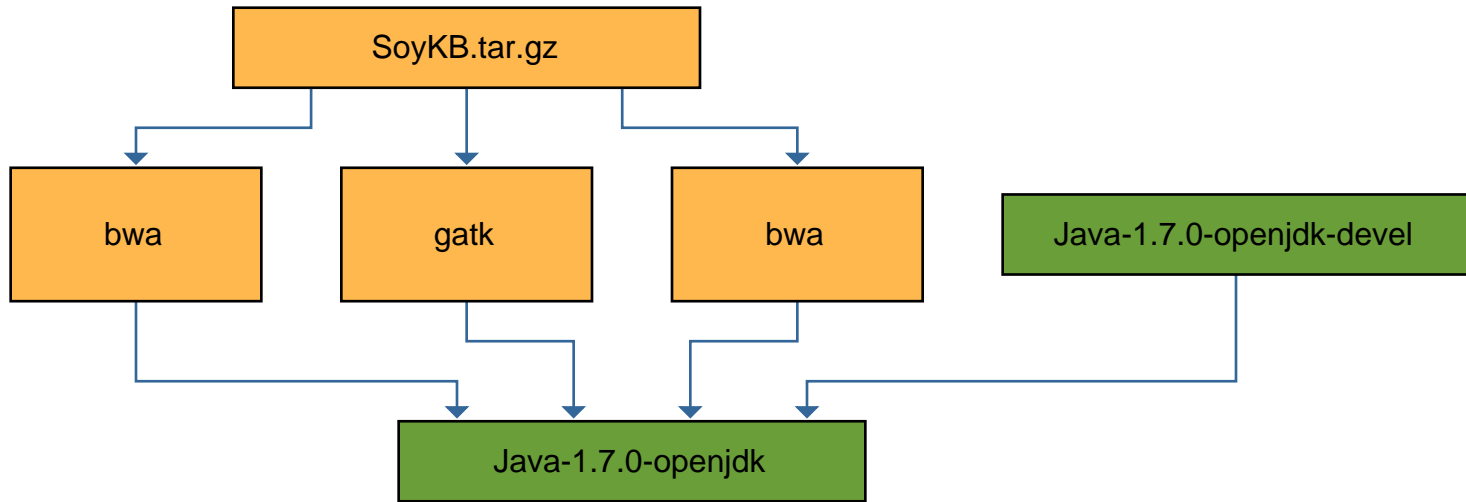 SoyKB.tar.gz
bwa
gatk
bwa
Java-1.7.0-openjdk-devel
Java-1.7.0-openjdk